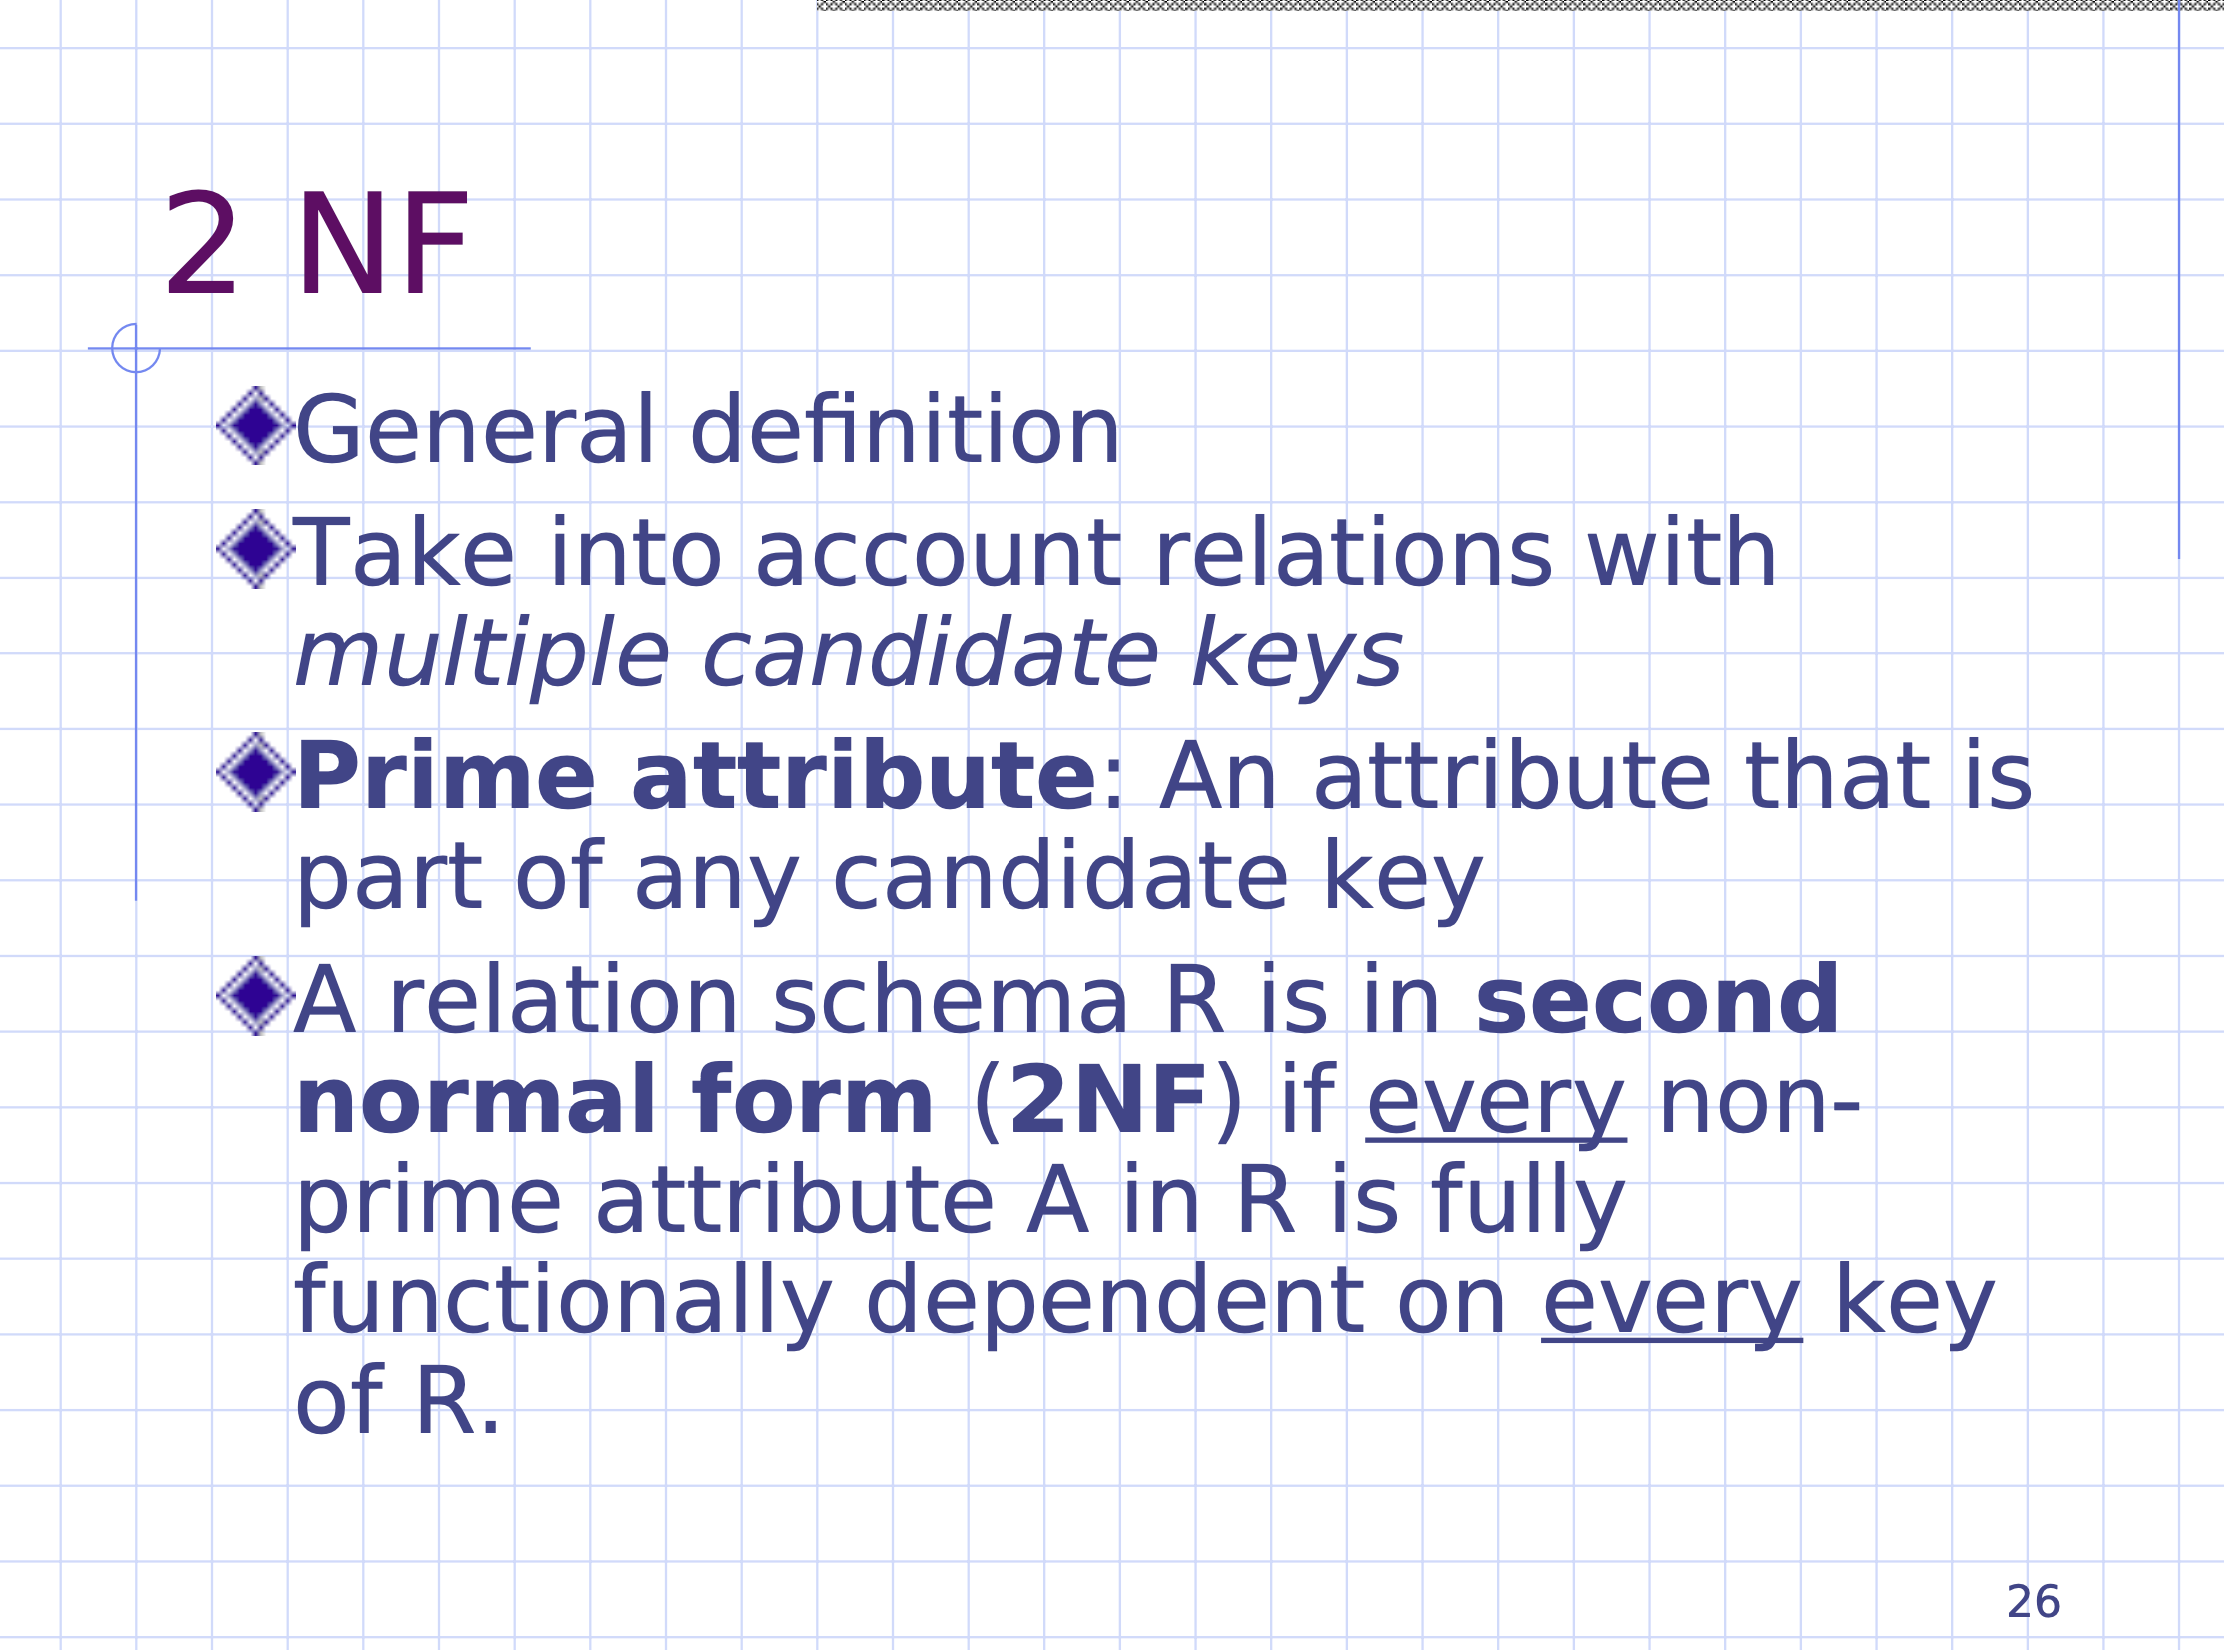 2 NF
General definition
Take into account relations with
multiple candidate keys
Prime attribute: An attribute that is
part of any candidate key
A relation schema R is in second
normal form (2NF) if every non-
prime attribute A in R is fully
functionally dependent on every key
of R.
26